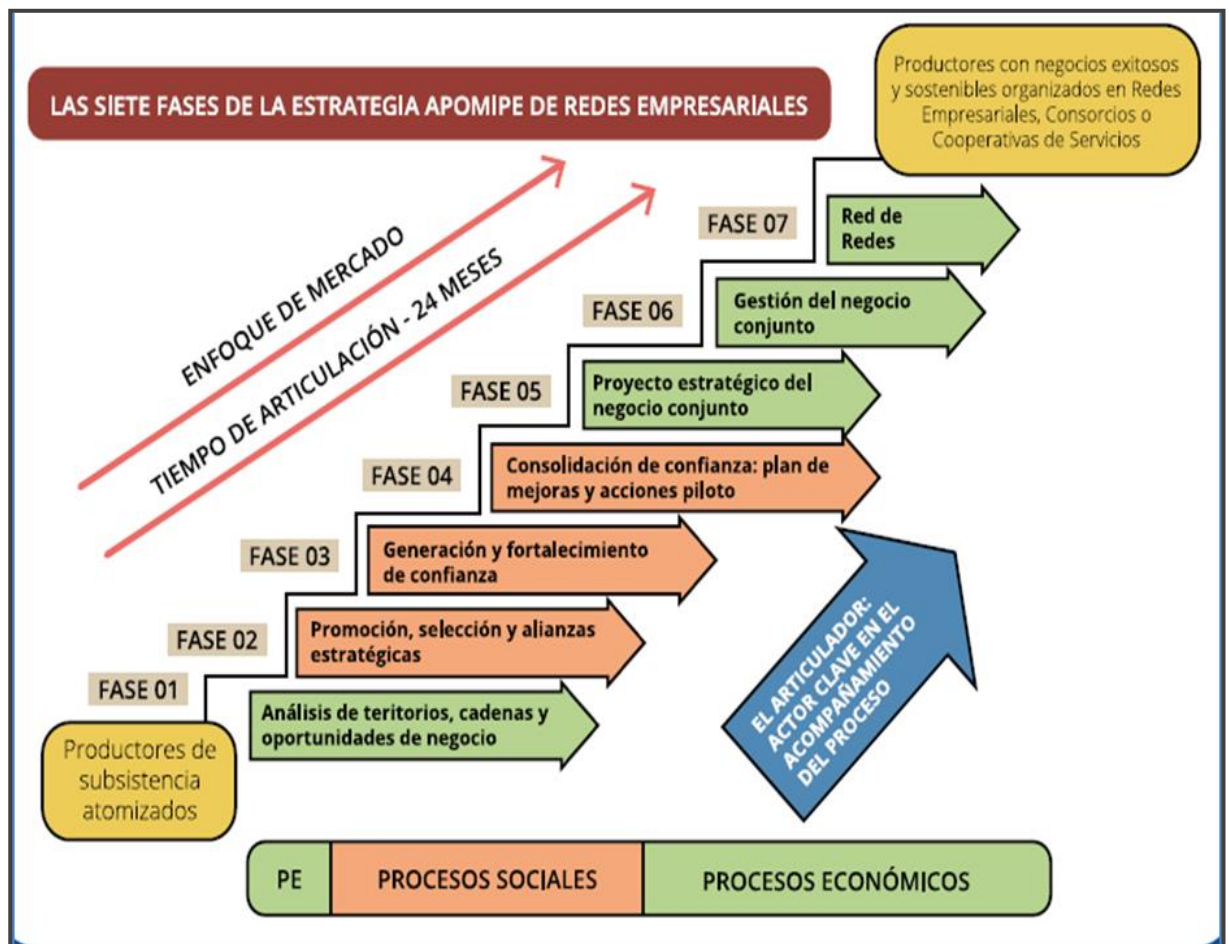 LAS SIETE FASES DE LA ESTRATEGIA APOMIPE DE REDES EMPRESARIALES
Productores con negocios exitosos
y sostenibles organizados en Redes
Empresariales, Consorcios o
Cooperativas de Servicios
ENFOQUE DE MERCADO
TIEMPO DE ARTICULACIÓN - 24 MESES
FASE 07
Red de
Redes
FASE 06
Gestión del negocio
conjunto
FASE 05
Proyecto estratégico del
negocio conjunto
FASE 04
Consolidación de confianza: plan de
mejoras y acciones piloto
FASE 03
Generación y fortalecimiento
de confianza
FASE 02
Promoción, selección y alianzas
estratégicas
FASE 01
Análisis de teritorios, cadenas y
oportunidades de negocio
Productores de
subsistencia
atomizados
EL ARTICULADOR:
ACTOR CLAVE EN EL
ACOMPAÑAMIENTO
DEL PROCESO
PE
PROCESOS SOCIALES
PROCESOS ECONÓMICOS